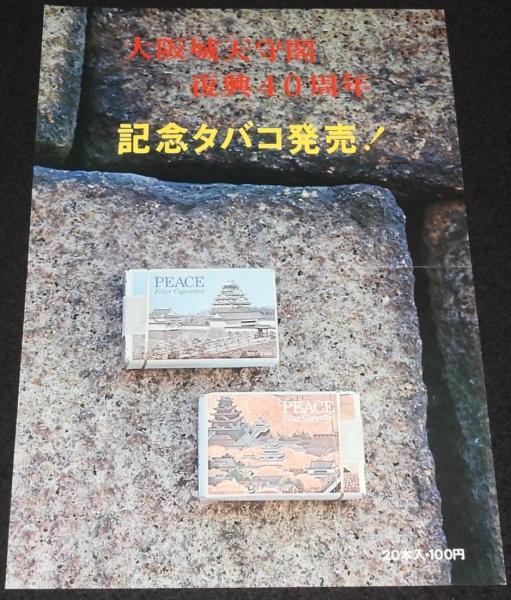 大阪城天守閣
復興40周年
記念タバコ発売!
PEACE
Filter Cigarettes
PEACE
Filter Cigarettes
20本入・100円